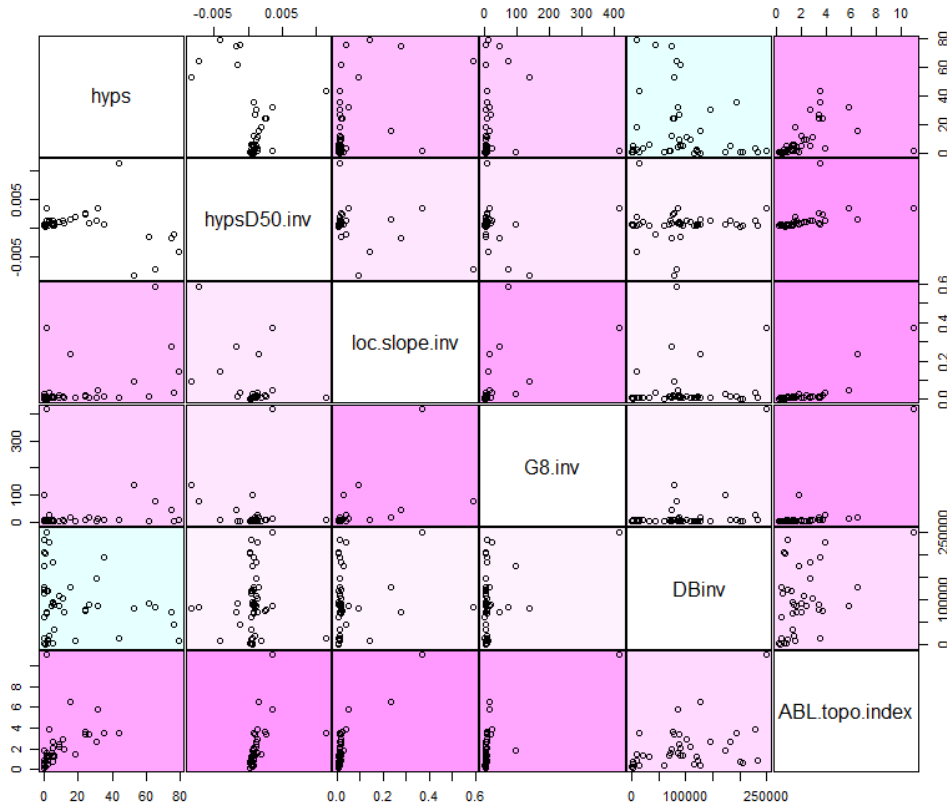 -0.005 0.005 0 100 200 400 0 2 4 6 8 10
hyps
0 20 40 60 80
-0.005 0.005
hypsD50.inv
loc.slope.inv
0.0 0.2 0.4 0.6
0 100 300
G8.inv
DBinv
0 100000 250000
0 2 4 6 8
ABL.topo.index
0 20 40 60 80 0.0 0.2 0.4 0.6 0 100000 250000